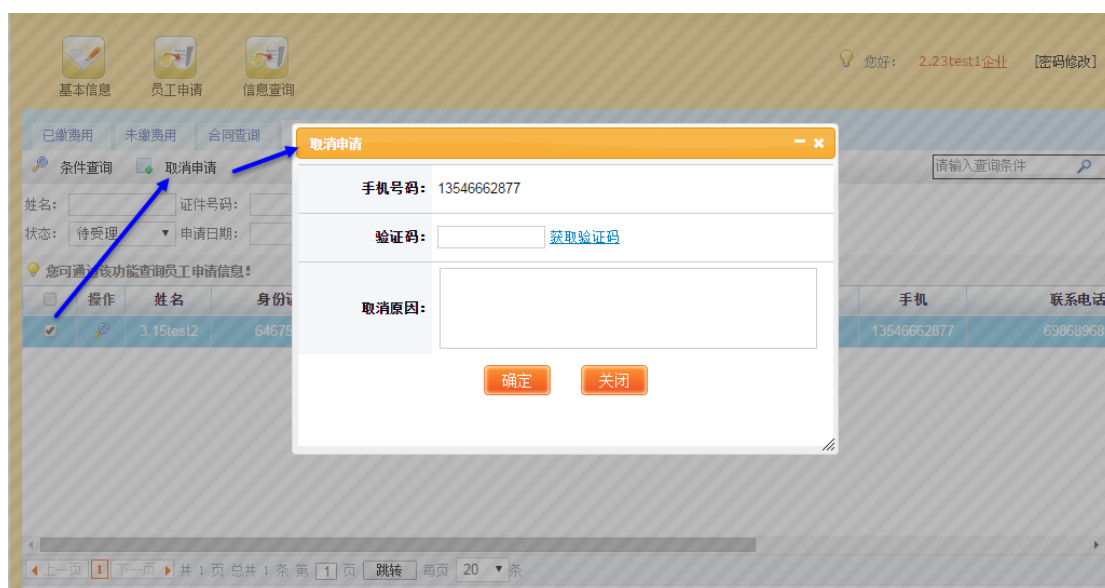 基本信息 员工申请 信息查询
您好： 2.23test1企业 [密码修改]
已缴费用 未缴费用 合同查询
条件查询 取消申请 请输入查询条件
姓名： 证件号码：
状态： 待受理 申请日期：
您可通过该功能查询员工申请信息！
操作 姓名 身份证 手机 联系电话
3.15test2 64675 13546662877 69868968
取消申请
手机号码： 13546662877
验证码： 获取验证码
取消原因：
确定 关闭
上一页 1 下一页 共 1 页 总共 1 条 第 1 页 跳转 每页 20 条